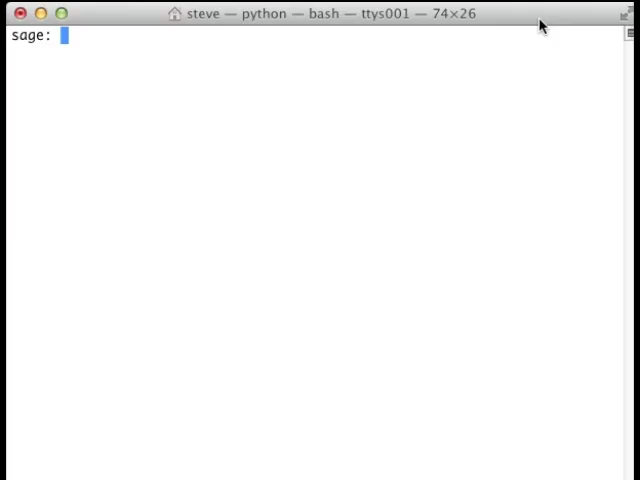 steve — python — bash — ttys001 — 74×26
sage: